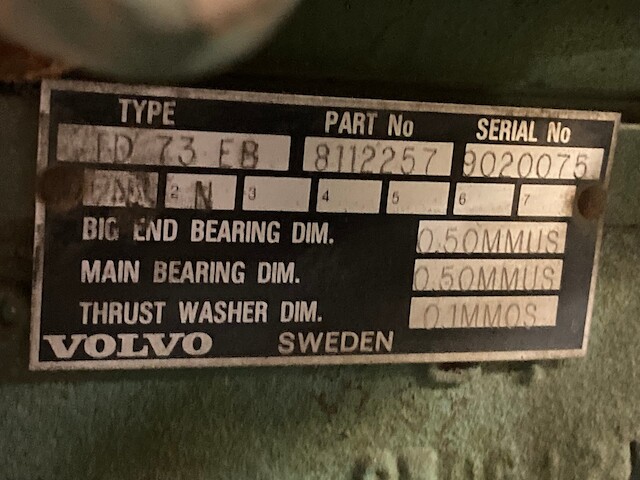 TYPE PART No SERIAL No
TD 73 EB 8112257 9020075
2 N 3 4 5 6 7
BIG END BEARING DIM. 0.50MMUS
MAIN BEARING DIM. 0.50MMUS
THRUST WASHER DIM. 0.1MMOS
VOLVO SWEDEN